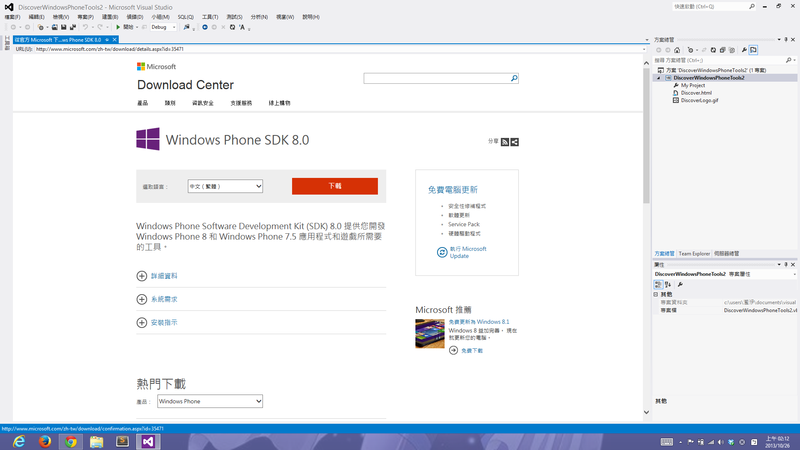 DiscoverWindowsPhoneTools2 - Microsoft Visual Studio
快速啟動 (Ctrl+Q)
檔案(F) 編輯(E) 檢視(V) 專案(P) 建置(B) 偵錯(D) 小組(M) SQL(Q) 工具(T) 測試(S) 分析(N) 視窗(W) 說明(H)
開始 Debug
從官方 Microsoft 下...ws Phone SDK 8.0
URL(U): http://www.microsoft.com/zh-tw/download/details.aspx?id=35471
Microsoft
Download Center
產品 類別 資訊安全 支援服務 線上購物
Windows Phone SDK 8.0
分享
選取語言: 中文 (繁體) 下載
Windows Phone Software Development Kit (SDK) 8.0 提供您開發
Windows Phone 8 和 Windows Phone 7.5 應用程式和遊戲所需要
的工具。
詳細資料
系統需求
安裝指示
免費電腦更新
安全性修補程式
軟體更新
Service Pack
硬體驅動程式
執行 Microsoft
Update
Microsoft 推薦
免費更新為 Windows 8.1
Windows 8 並加完備。現在
就更新您的電腦。
免費下載
熱門下載
產品: Windows Phone
方案總管
搜尋 方案總管 (Ctrl+;)
方案 'DiscoverWindowsPhoneTools2' (1 專案)
DiscoverWindowsPhoneTools2
My Project
Discover.html
DiscoverLogo.gif
方案總管 Team Explorer 伺服器總管
屬性
DiscoverWindowsPhoneTools2 專案屬性
其他
專案資料夾
專案檔 DiscoverWindowsPhoneTools2.v
其他
http://www.microsoft.com/zh-tw/download/confirmation.aspx?id=35471
上午 02:12
2013/10/26